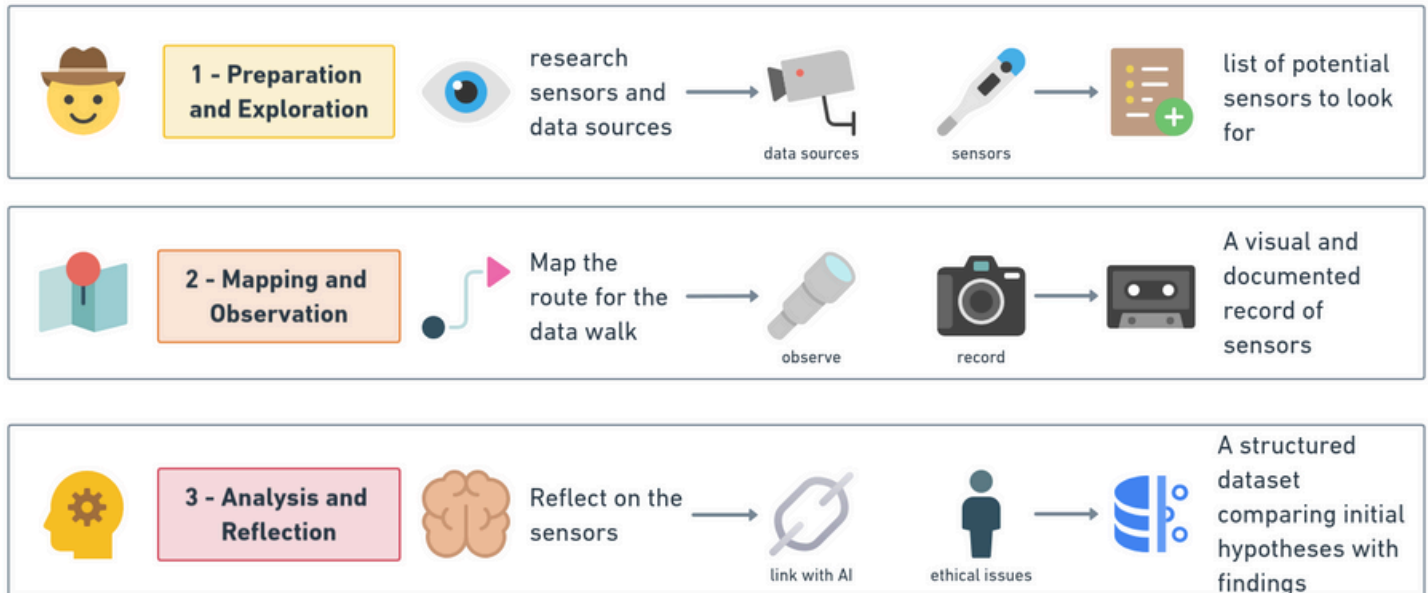 1 - Preparation
and Exploration
research
sensors and
data sources
data sources
sensors
list of potential
sensors to look
for
2 - Mapping and
Observation
Map the
route for the
data walk
observe
record
A visual and
documented
record of
sensors
3 - Analysis and
Reflection
Reflect on the
sensors
link with AI
ethical issues
A structured
dataset
comparing initial
hypotheses with
findings